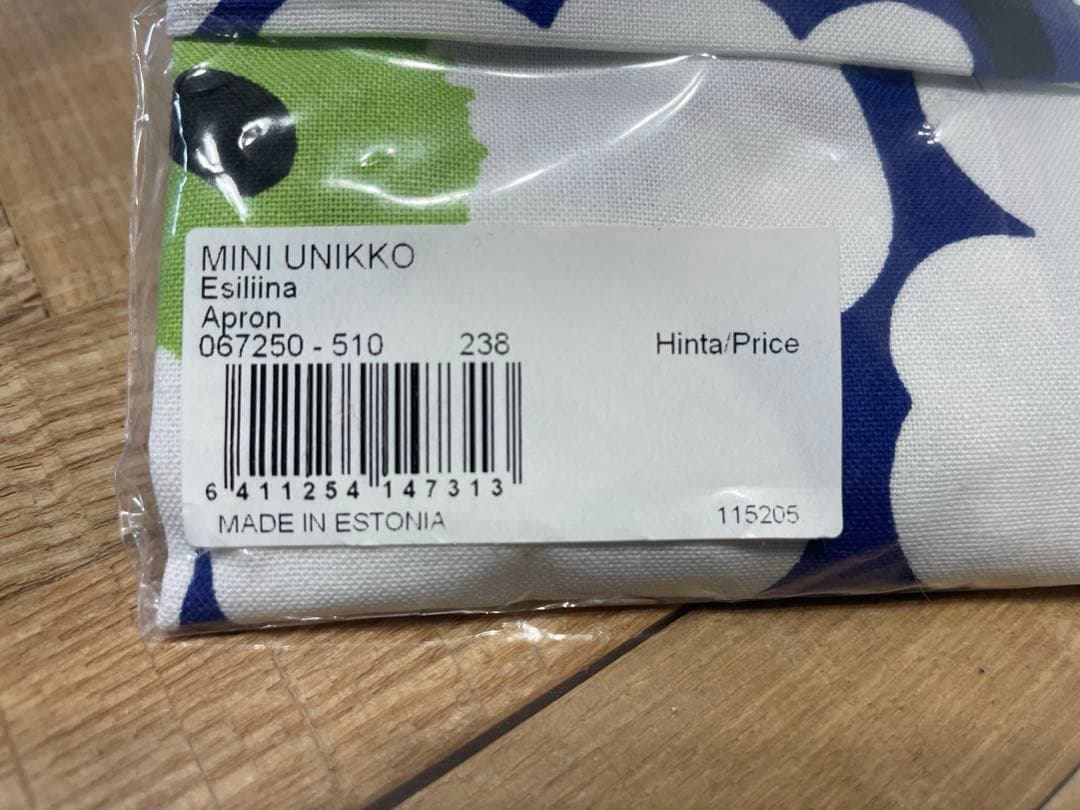 MINI UNIKKO
Esiliina
Apron
067250 - 510 238 Hinta/Price
6 411254 147313
MADE IN ESTONIA 115205